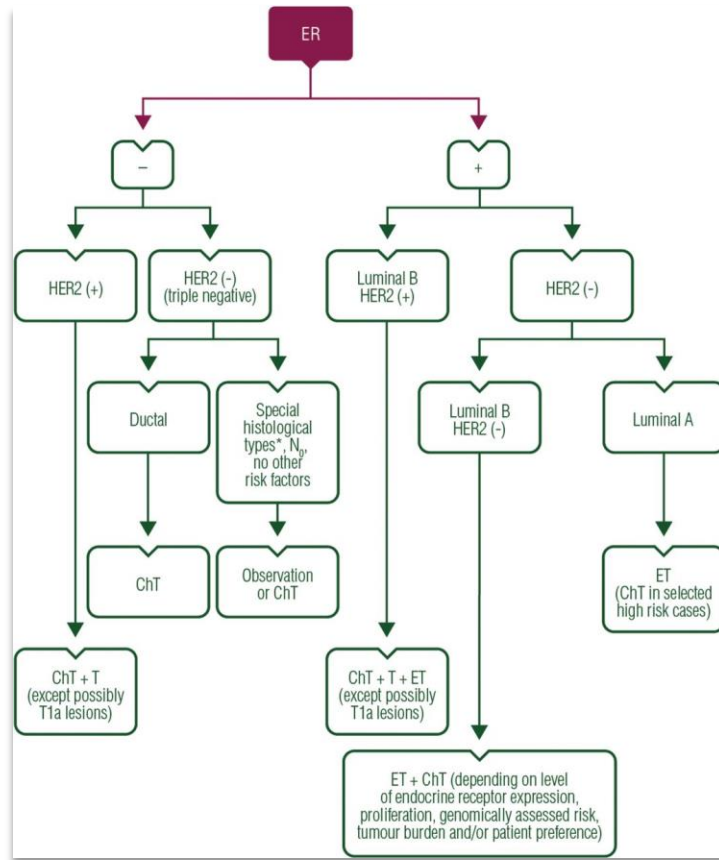 ER
–
+
HER2 (+)
HER2 (-)
(triple negative)
Luminal B
HER2 (+)
HER2 (-)
Ductal
Special
histological
types*, N₀,
no other
risk factors
Luminal B
HER2 (-)
Luminal A
ChT
Observation
or ChT
ET
(ChT in selected
high risk cases)
ChT + T
(except possibly
T1a lesions)
ChT + T + ET
(except possibly
T1a lesions)
ET + ChT (depending on level
of endocrine receptor expression,
proliferation, genomically assessed risk,
tumour burden and/or patient preference)